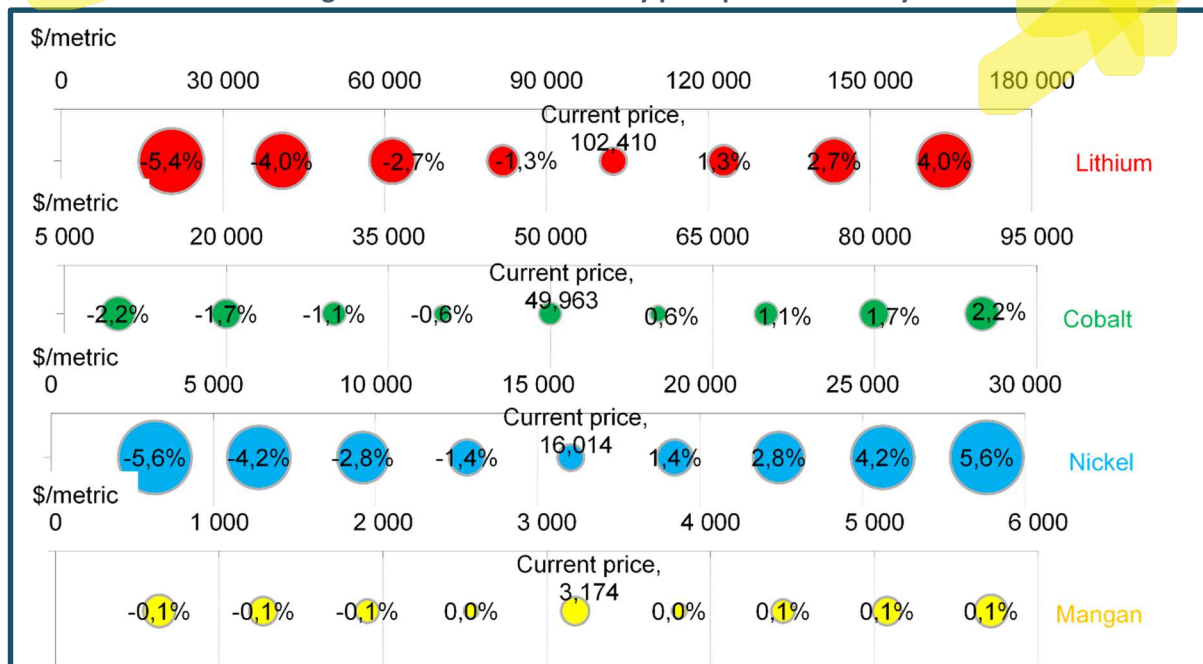 $/metric
0 30 000 60 000 90 000 120 000 150 000 180 000
Current price,
102,410
-5,4% -4,0% -2,7% -1,3% 1,3% 2,7% 4,0% Lithium
$/metric
5 000 20 000 35 000 50 000 65 000 80 000 95 000
Current price,
49,963
-2,2% -1,7% -1,1% -0,6% 0,6% 1,1% 1,7% 2,2% Cobalt
$/metric
0 5 000 10 000 15 000 20 000 25 000 30 000
Current price,
16,014
-5,6% -4,2% -2,8% -1,4% 1,4% 2,8% 4,2% 5,6% Nickel
$/metric
0 1 000 2 000 3 000 4 000 5 000 6 000
Current price,
3,174
-0,1% -0,1% -0,1% 0,0% 0,0% 0,1% 0,1% 0,1% Mangan